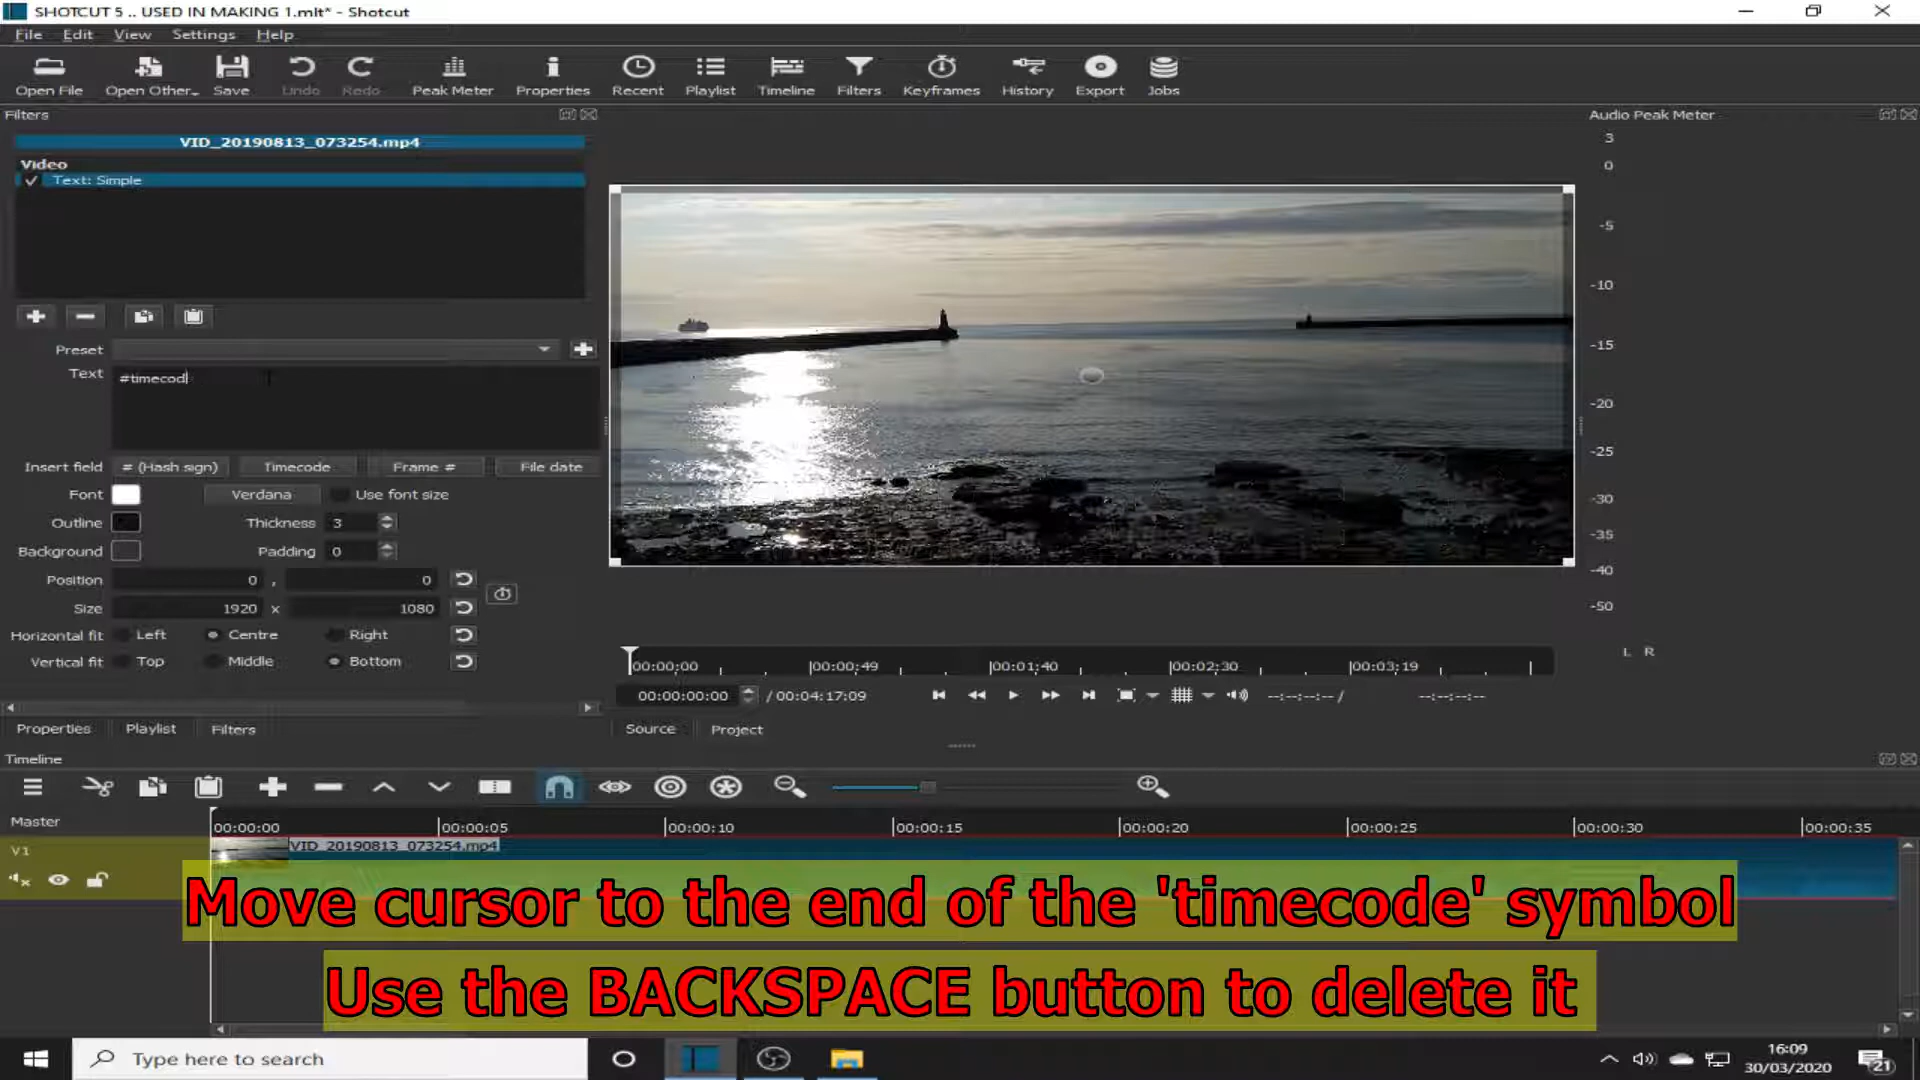 SHOTCUT 5 .. USED IN MAKING 1.mlt* - Shotcut
File Edit View Settings Help
Open File Open Other.. Save Undo Redo Peak Meter Properties Recent Playlist Timeline Filters Keyframes History Export Jobs
Filters
VID_20190813_073254.mp4
Video
Text: Simple
Preset
Text #timecod
Insert field # (Hash sign) Timecode Frame # File date
Font Verdana Use font size
Outline Thickness 3
Background Padding 0
Position 0 , 0
Size 1920 x 1080
Horizontal fit Left Centre Right
Vertical fit Top Middle Bottom
Properties Playlist Filters
Audio Peak Meter
3
0
-5
-10
-15
-20
-25
-30
-35
-40
-50
L R
00:00:00 00:00:49 00:01:40 00:02:30 00:03:19
00:00:00:00 / 00:04:17:09 --:--:--:-- / --:--:--:--
Source Project
Timeline
Master 00:00:00 00:00:05 00:00:10 00:00:15 00:00:20 00:00:25 00:00:30 00:00:35
V1 VID_20190813_073254.mp4
Move cursor to the end of the 'timecode' symbol
Use the BACKSPACE button to delete it
Type here to search
16:09
30/03/2020
21